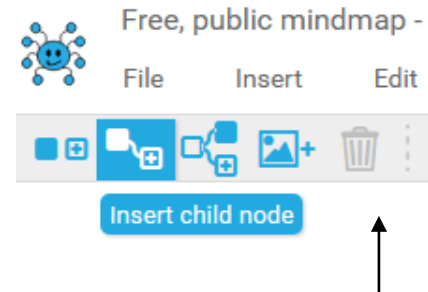 Free, public mindmap -
File Insert Edit
Insert child node